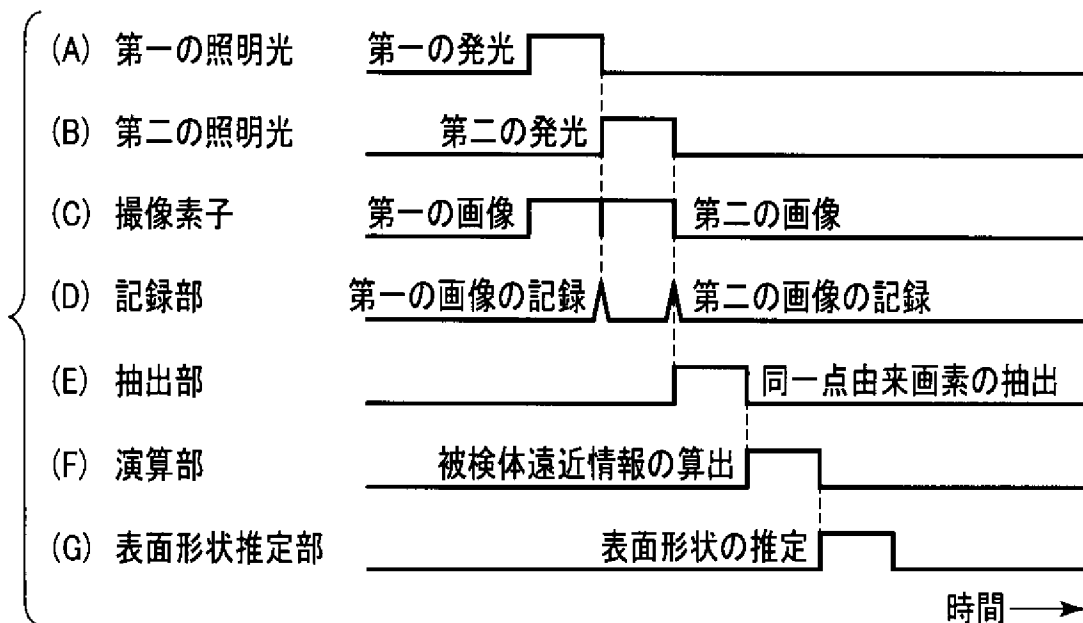 (A) 第一の照明光 第一の発光
(B) 第二の照明光 第二の発光
(C) 撮像素子 第一の画像 第二の画像
(D) 記録部 第一の画像の記録 第二の画像の記録
(E) 抽出部 同一点由来画素の抽出
(F) 演算部 被検体遠近情報の算出
(G) 表面形状推定部 表面形状の推定
時間